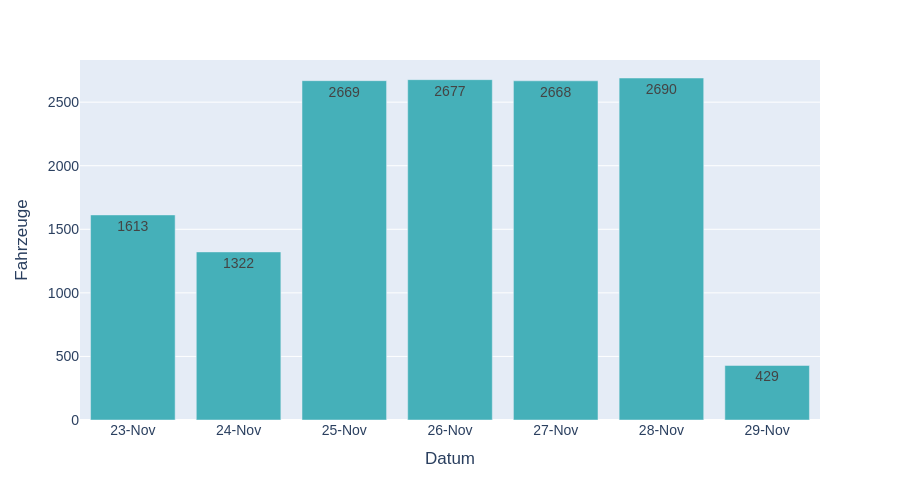 Fahrzeuge
2500
2000
1500
1000
500
0
1613
1322
2669
2677
2668
2690
429
23-Nov
24-Nov
25-Nov
26-Nov
27-Nov
28-Nov
29-Nov
Datum